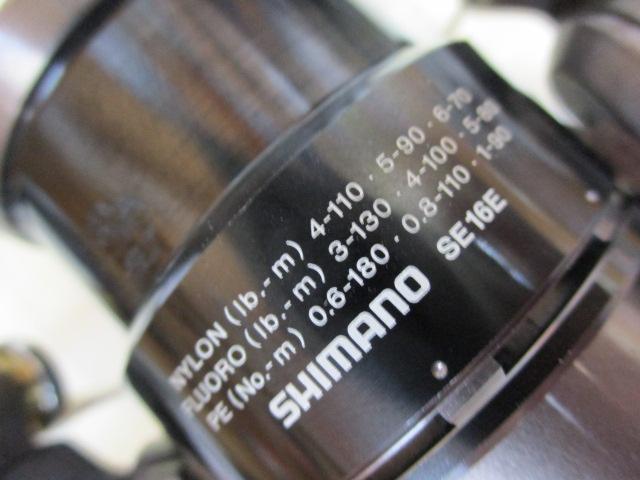 NYLON (lb.-m) 4-110 · 5-90 · 6-70
FLUORO (lb.-m) 3-130 · 4-100 · 5-80
PE (No.-m) 0.6-180 · 0.8-110 · 1-90
SHIMANO SE16E